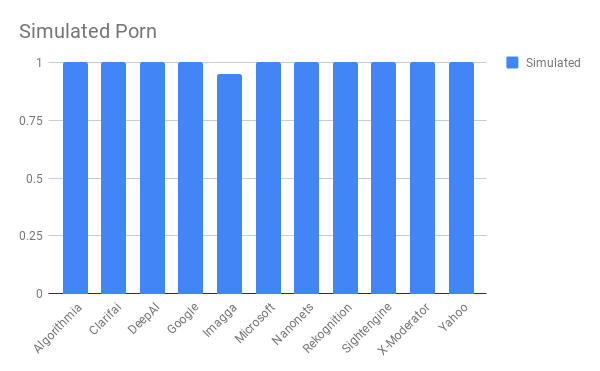 Simulated Porn
Simulated
1
0.75
0.5
0.25
0
Algorithmia
Clarifai
DeepAI
Google
Imagga
Microsoft
Nanonets
Rekognition
Sightengine
X-Moderator
Yahoo